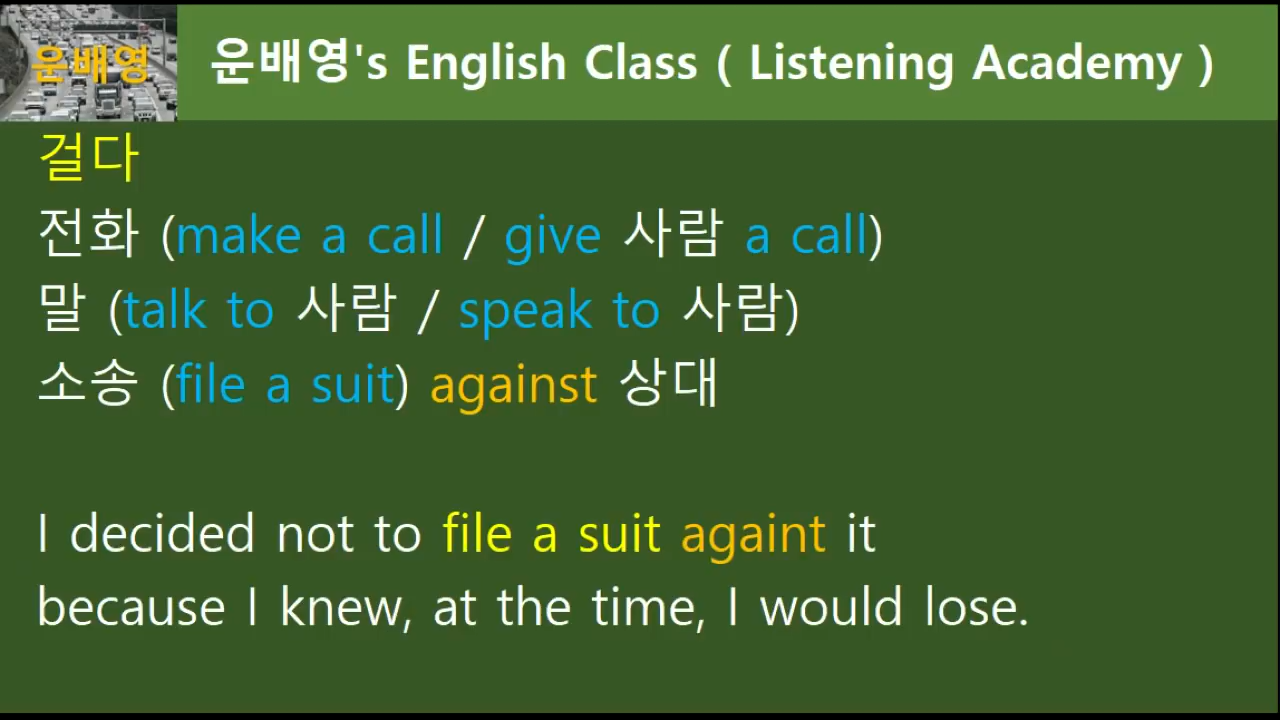 운배영
운배영's English Class ( Listening Academy )
걸다
전화 (make a call / give 사람 a call)
말 (talk to 사람 / speak to 사람)
소송 (file a suit) against 상대
I decided not to file a suit againt it
because I knew, at the time, I would lose.